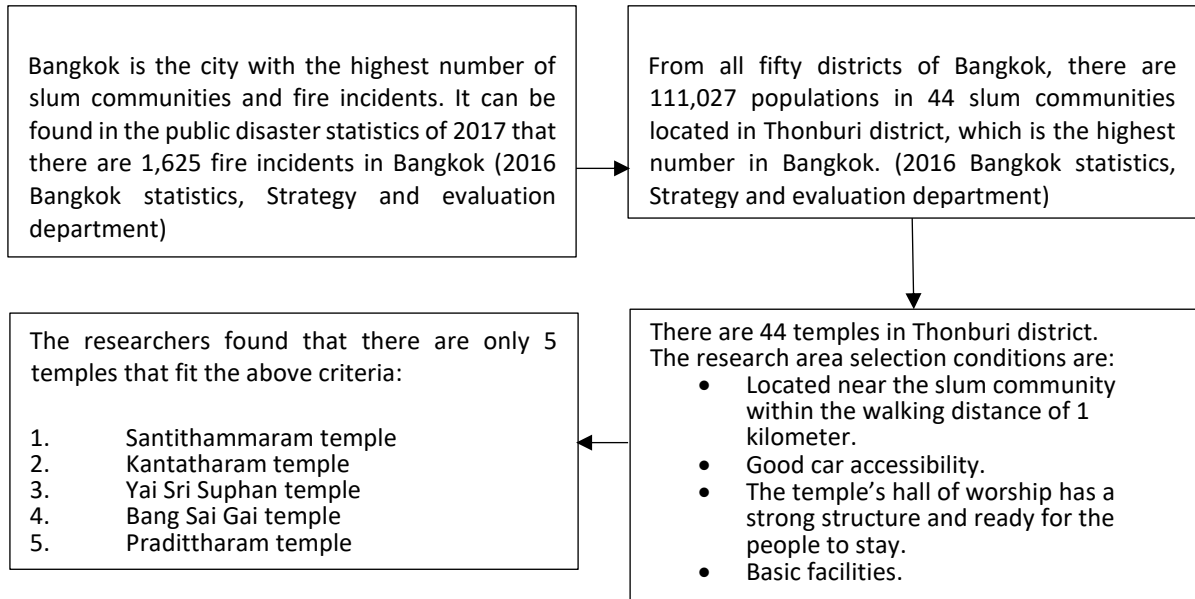 Bangkok is the city with the highest number of
slum communities and fire incidents. It can be
found in the public disaster statistics of 2017 that
there are 1,625 fire incidents in Bangkok (2016
Bangkok statistics, Strategy and evaluation
department)
From all fifty districts of Bangkok, there are
111,027 populations in 44 slum communities
located in Thonburi district, which is the highest
number in Bangkok. (2016 Bangkok statistics,
Strategy and evaluation department)
There are 44 temples in Thonburi district.
The research area selection conditions are:
• Located near the slum community
within the walking distance of 1
kilometer.
• Good car accessibility.
• The temple’s hall of worship has a
strong structure and ready for the
people to stay.
• Basic facilities.
The researchers found that there are only 5
temples that fit the above criteria:
1. Santithammaram temple
2. Kantatharam temple
3. Yai Sri Suphan temple
4. Bang Sai Gai temple
5. Pradittharam temple